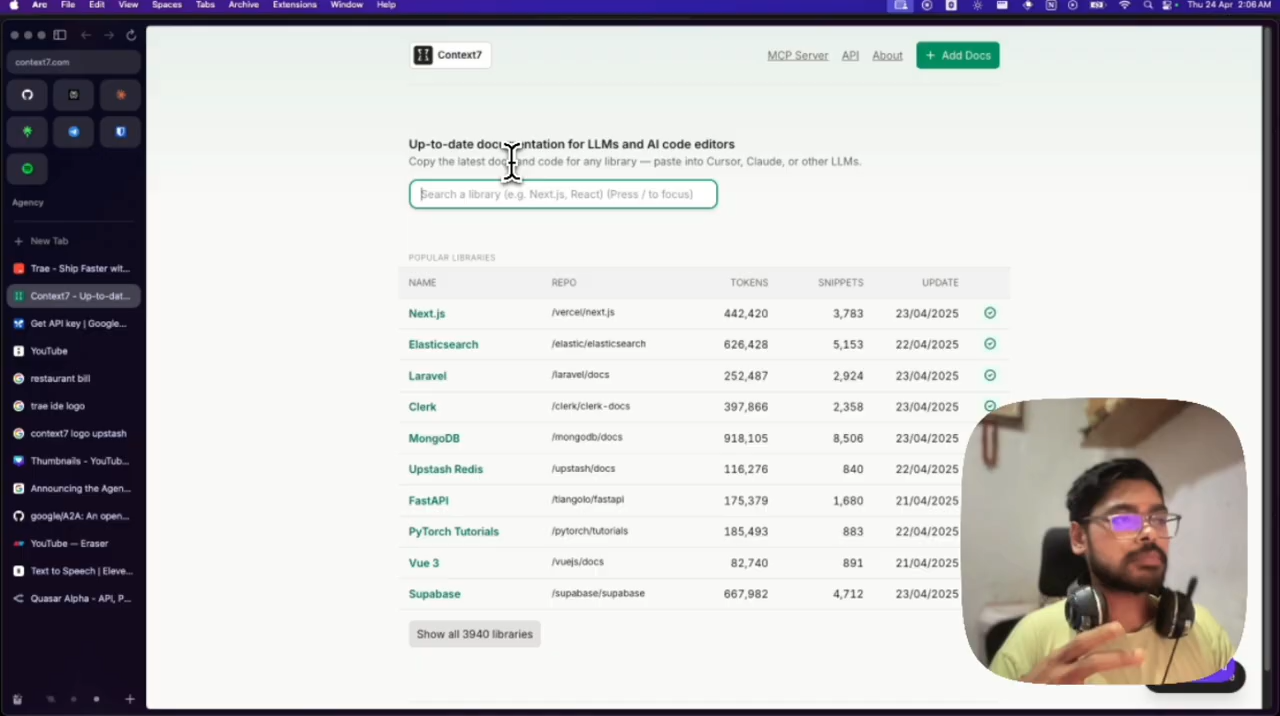 Arc File Edit View Spaces Tabs Archive Extensions Window Help Thu 24 Apr 2:06 AM
context7.com
Agency
New Tab
Trae - Ship Faster wit...
Context7 - Up-to-dat...
Get API key | Google...
YouTube
restaurant bill
trae ide logo
context7 logo upstash
Thumbnails - YouTub...
Announcing the Agen...
google/A2A: An open...
YouTube — Eraser
Text to Speech | Eleve...
Quasar Alpha - API, P...
Context7
MCP Server API About + Add Docs
Up-to-date documentation for LLMs and AI code editors
Copy the latest docs and code for any library — paste into Cursor, Claude, or other LLMs.
Search a library (e.g. Next.js, React) (Press / to focus)
POPULAR LIBRARIES
NAME REPO TOKENS SNIPPETS UPDATE
Next.js /vercel/next.js 442,420 3,783 23/04/2025
Elasticsearch /elastic/elasticsearch 626,428 5,153 22/04/2025
Laravel /laravel/docs 252,487 2,924 23/04/2025
Clerk /clerk/clerk-docs 397,866 2,358 23/04/2025
MongoDB /mongodb/docs 918,105 8,506 23/04/2025
Upstash Redis /upstash/docs 116,276 840 22/04/2025
FastAPI /tiangolo/fastapi 175,379 1,680 21/04/2025
PyTorch Tutorials /pytorch/tutorials 185,493 883 22/04/2025
Vue 3 /vuejs/docs 82,740 891 21/04/2025
Supabase /supabase/supabase 667,982 4,712 23/04/2025
Show all 3940 libraries